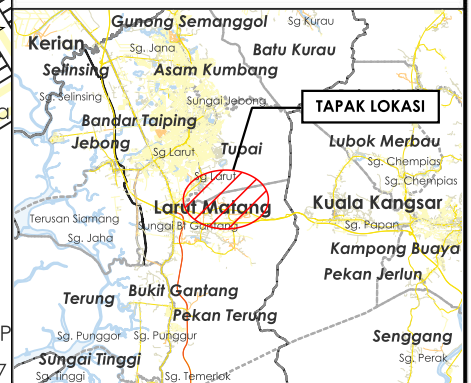 Gunong Semanggol
Sg Kurau
Kerian
Sg. Jana
Batu Kurau
Selinsing
Asam Kumbang
Sg. Selinsing
Sungai Jebong
TAPAK LOKASI
Bandar Taiping
Jebong
Sg Larut
Tupai
Lubok Merbau
Sg. Chempias
Sg Larut
Sg. Chempias
Larut Matang
Kuala Kangsar
Terusan Siamang
Sungai Bt Gantang
Sg. Papan
Sg. Jaha
Kampong Buaya
Pekan Jerlun
Terung
Bukit Gantang
Pekan Terung
P
Sg. Punggor
Sg. Punggur
Senggang
Sungai Tinggi
Sg. Perak
Sg. Tinggi
Sg. Temerlok
7
a